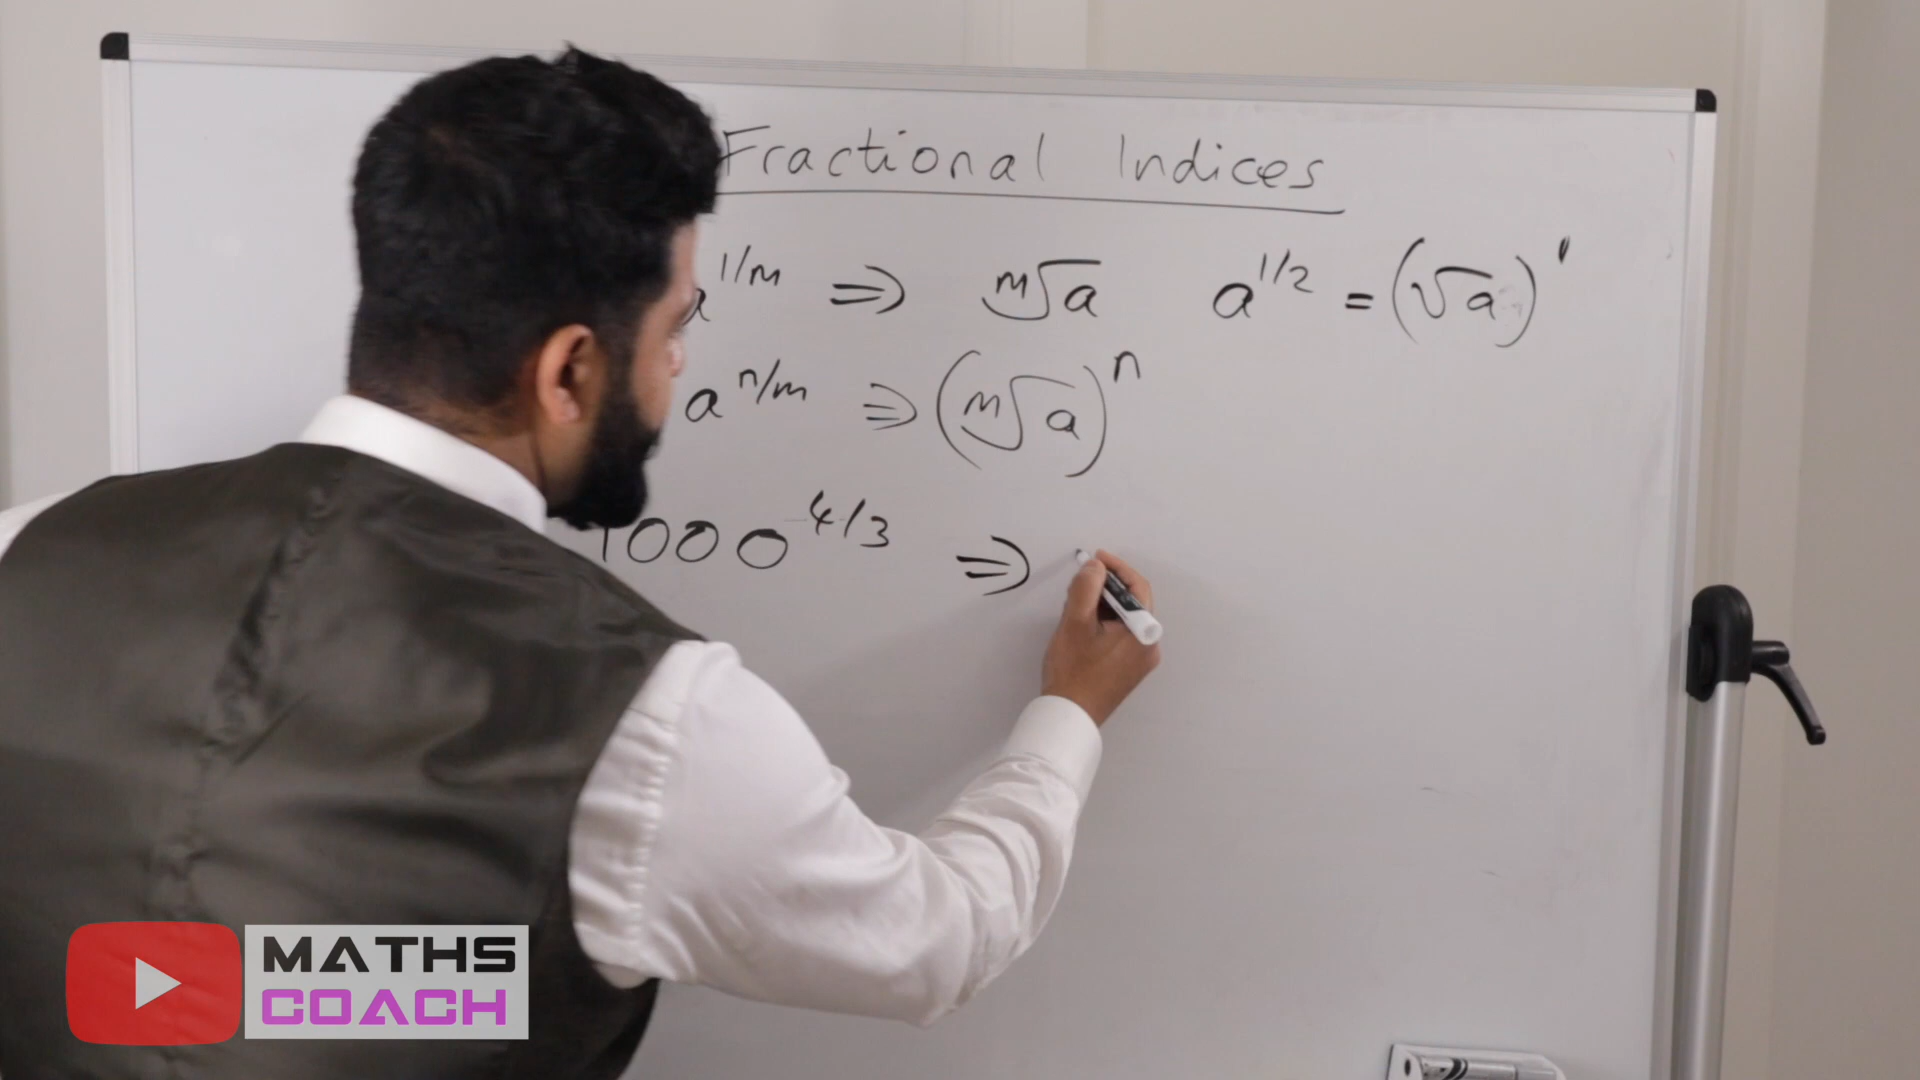 Fractional Indices
a^1/m ⇒ ᵐ√a   a^1/2 = (√a)^1
a^n/m ⇒ (ᵐ√a)^n
1000^4/3 ⇒
MATHS
COACH